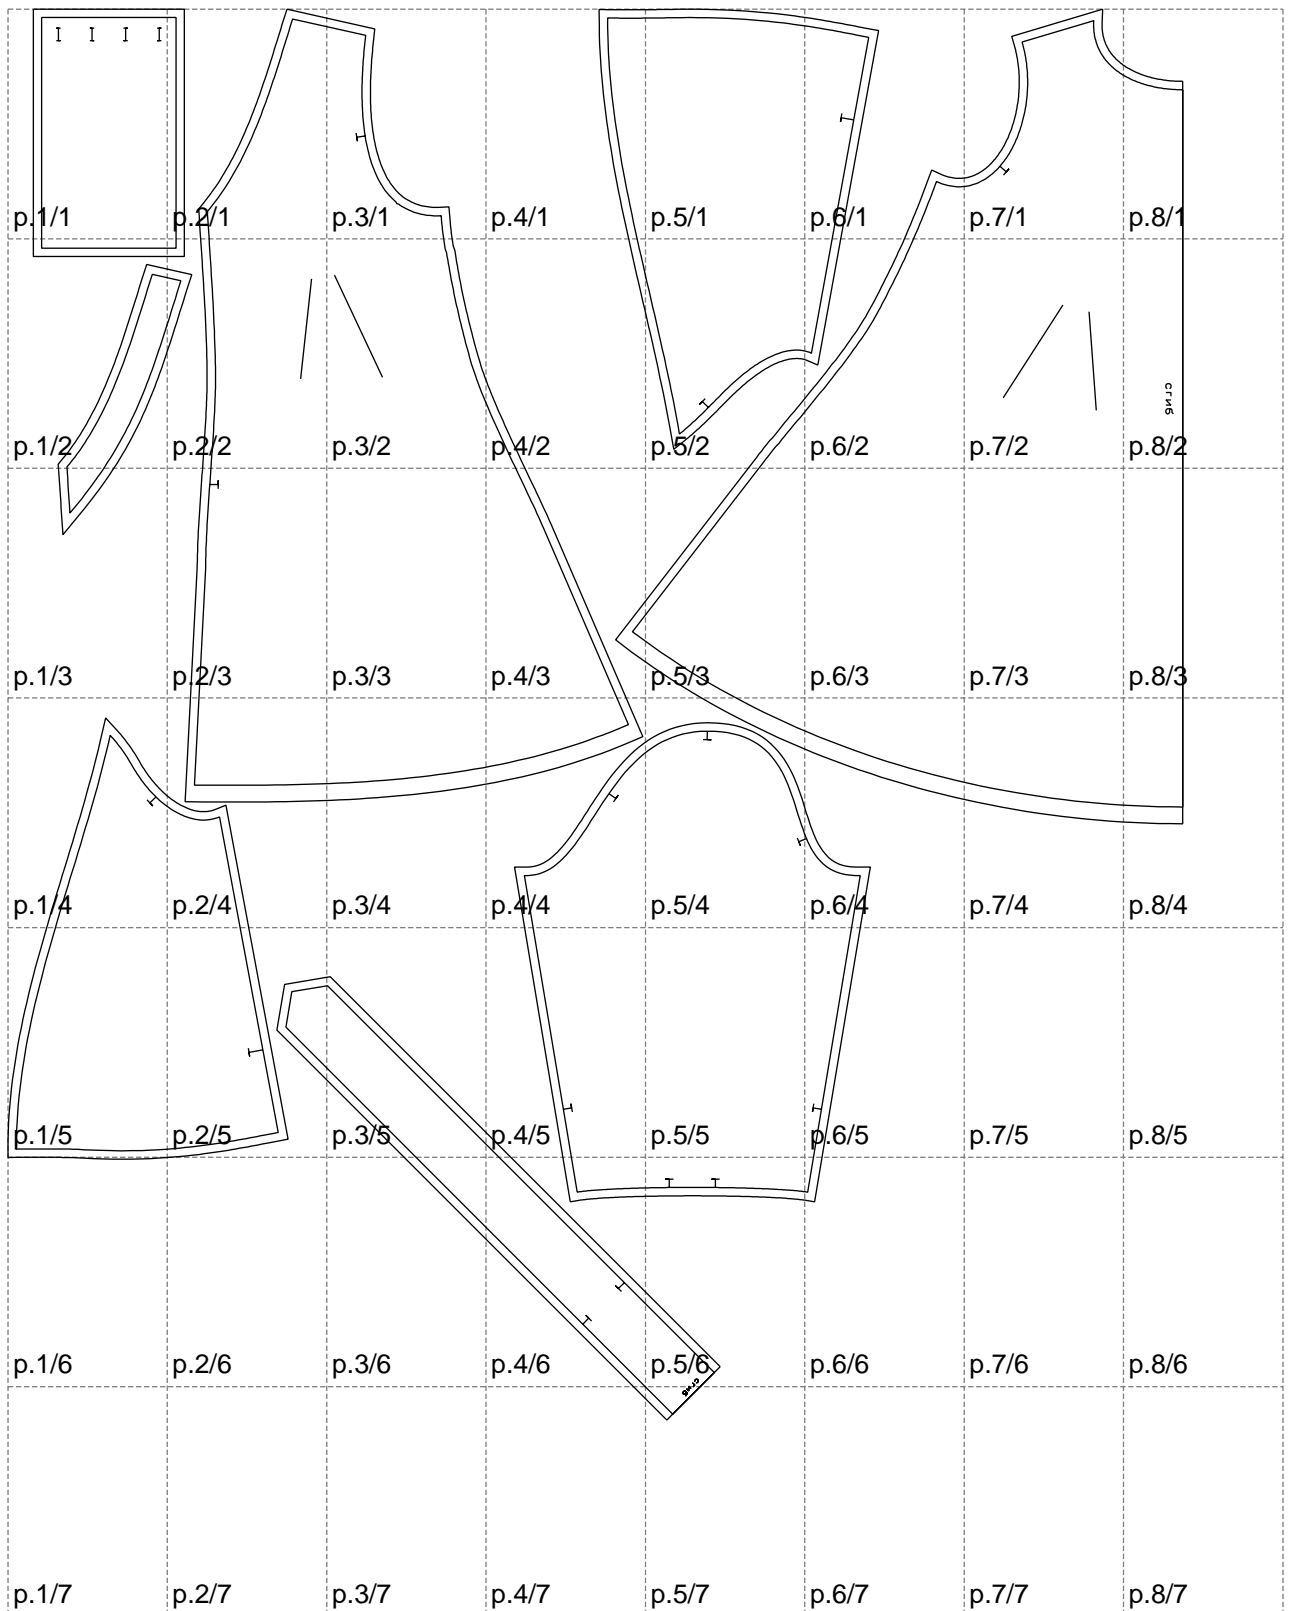 p.1/1 p.2/1 p.3/1 p.4/1 p.5/1 p.6/1 p.7/1 p.8/1
сгиб
p.1/2 p.2/2 p.3/2 p.4/2 p.5/2 p.6/2 p.7/2 p.8/2
p.1/3 p.2/3 p.3/3 p.4/3 p.5/3 p.6/3 p.7/3 p.8/3
p.1/4 p.2/4 p.3/4 p.4/4 p.5/4 p.6/4 p.7/4 p.8/4
p.1/5 p.2/5 p.3/5 p.4/5 p.5/5 p.6/5 p.7/5 p.8/5
p.1/6 p.2/6 p.3/6 p.4/6 p.5/6 p.6/6 p.7/6 p.8/6
сгиб
p.1/7 p.2/7 p.3/7 p.4/7 p.5/7 p.6/7 p.7/7 p.8/7